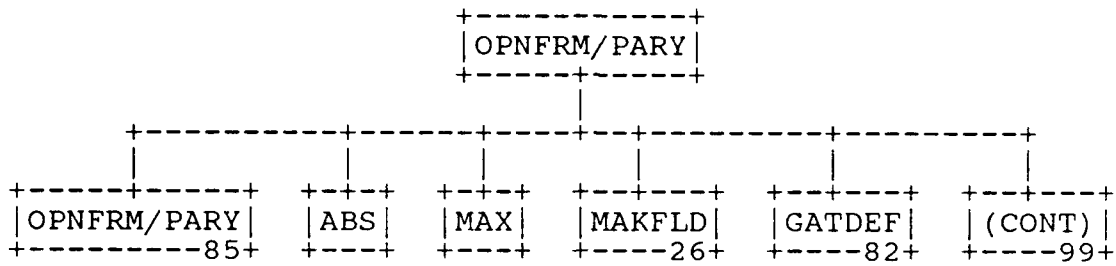 OPNFRM/PARY
OPNFRM/PARY ABS MAX MAKFLD GATDEF (CONT)
85 26 82 99